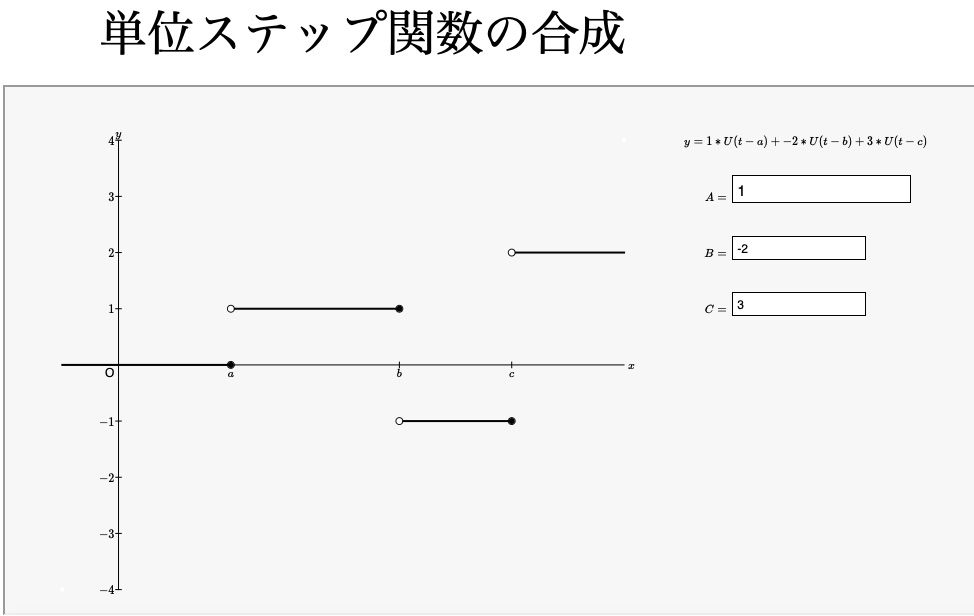 単位ステップ関数の合成
y
4
y = 1 * U(t − a) + −2 * U(t − b) + 3 * U(t − c)
3
A = 1
2
B = -2
1
C = 3
O
a
b
c
x
−1
−2
−3
−4